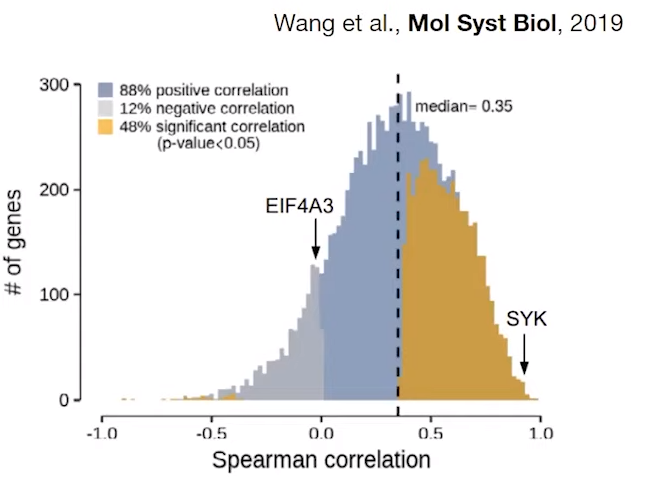 Wang et al., Mol Syst Biol, 2019
300
88% positive correlation
12% negative correlation
48% significant correlation
(p-value<0.05)
median= 0.35
200
EIF4A3
# of genes
100
SYK
0
-1.0 -0.5 0.0 0.5 1.0
Spearman correlation